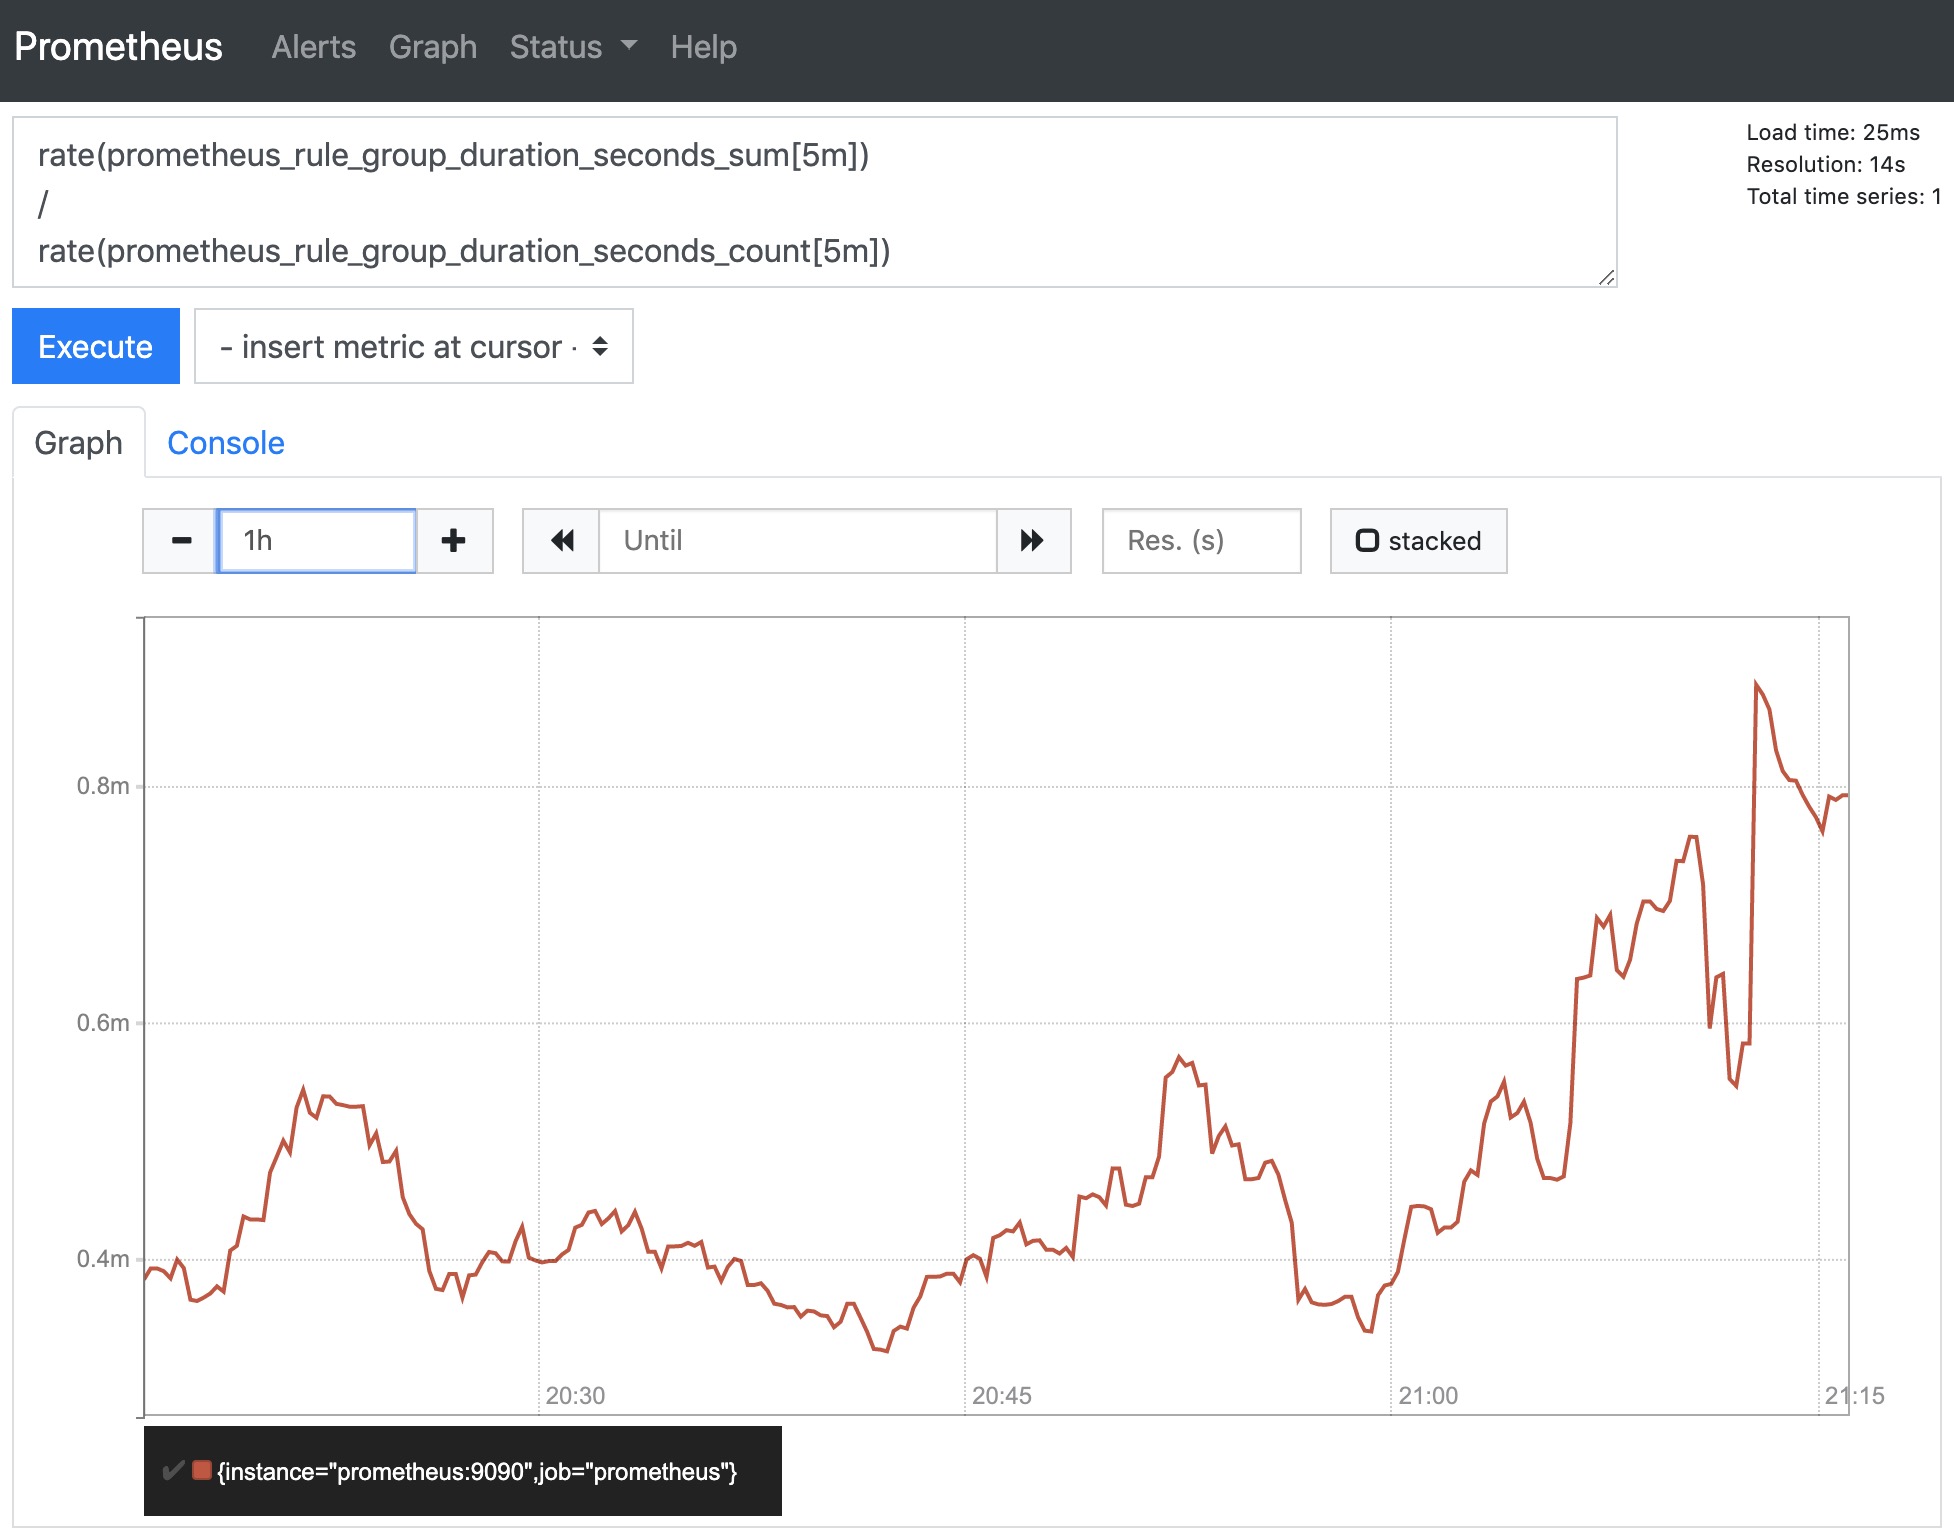 Prometheus Alerts Graph Status Help
rate(prometheus_rule_group_duration_seconds_sum[5m])
/
rate(prometheus_rule_group_duration_seconds_count[5m])
Load time: 25ms
Resolution: 14s
Total time series: 1
Execute
- insert metric at cursor -
Graph Console
1h
Until
Res. (s)
stacked
0.8m
0.6m
0.4m
20:30 20:45 21:00 21:15
{instance="prometheus:9090",job="prometheus"}